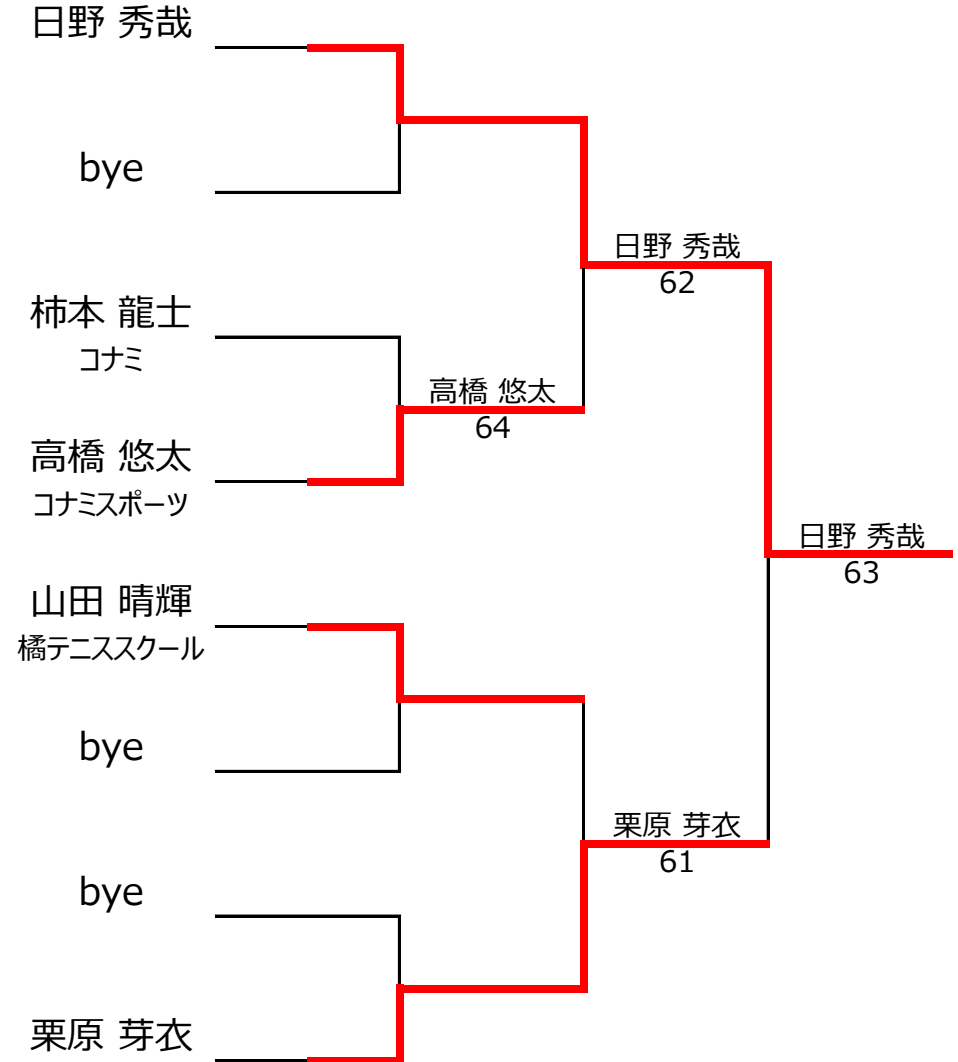 日野 秀哉
bye
柿本 龍士
コナミ
高橋 悠太
コナミスポーツ
山田 晴輝
橘テニススクール
bye
bye
栗原 芽衣
高橋 悠太
64
日野 秀哉
62
栗原 芽衣
61
日野 秀哉
63